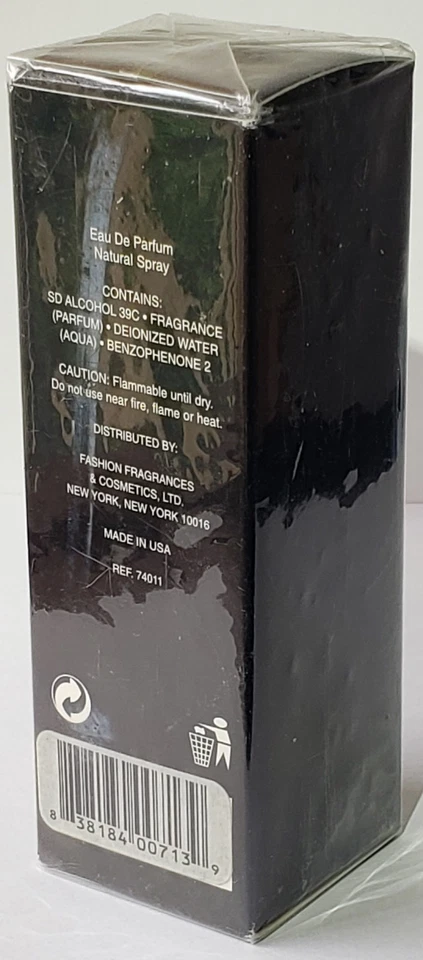 Eau De Parfum
Natural Spray
CONTAINS:
SD ALCOHOL 39C • FRAGRANCE
(PARFUM) • DEIONIZED WATER
(AQUA) • BENZOPHENONE 2
CAUTION: Flammable until dry.
Do not use near fire, flame or heat.
DISTRIBUTED BY:
FASHION FRAGRANCES
& COSMETICS, LTD.
NEW YORK, NEW YORK 10016
MADE IN USA
REF. 74011
8 38184 00713 9